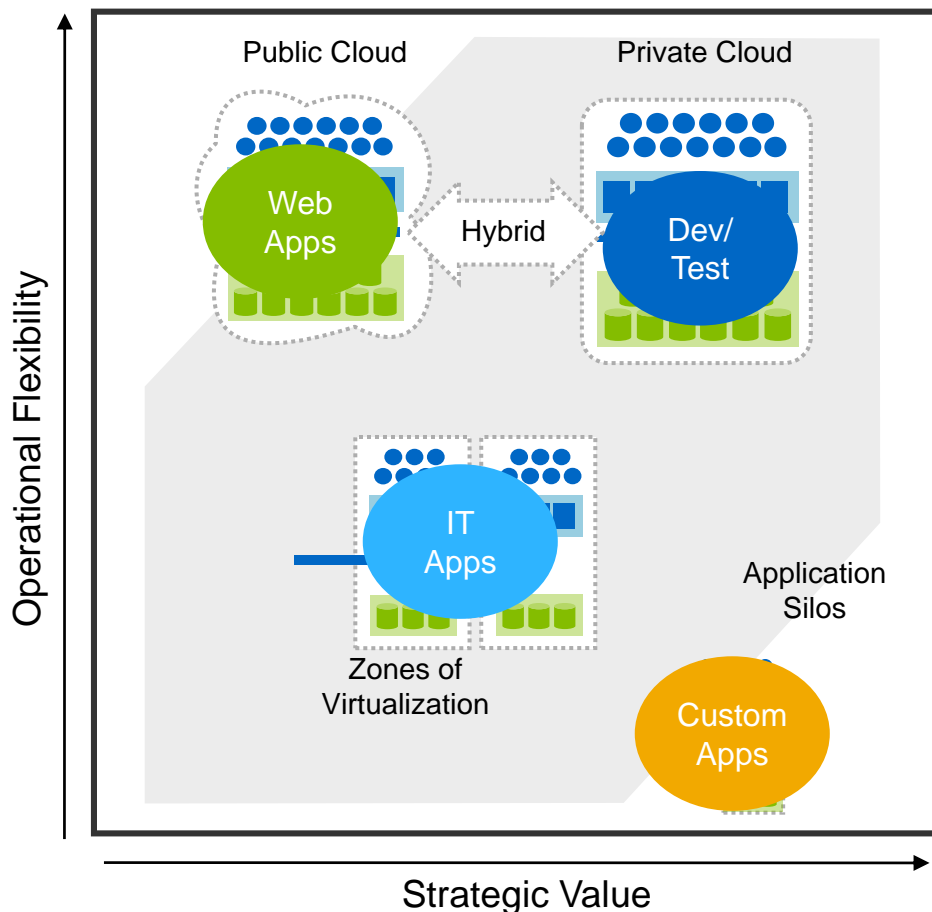 Public Cloud
Private Cloud
Web
Apps
Hybrid
Dev/
Test
Operational Flexibility
IT
Apps
Application
Silos
Zones of
Virtualization
Custom
Apps
Strategic Value